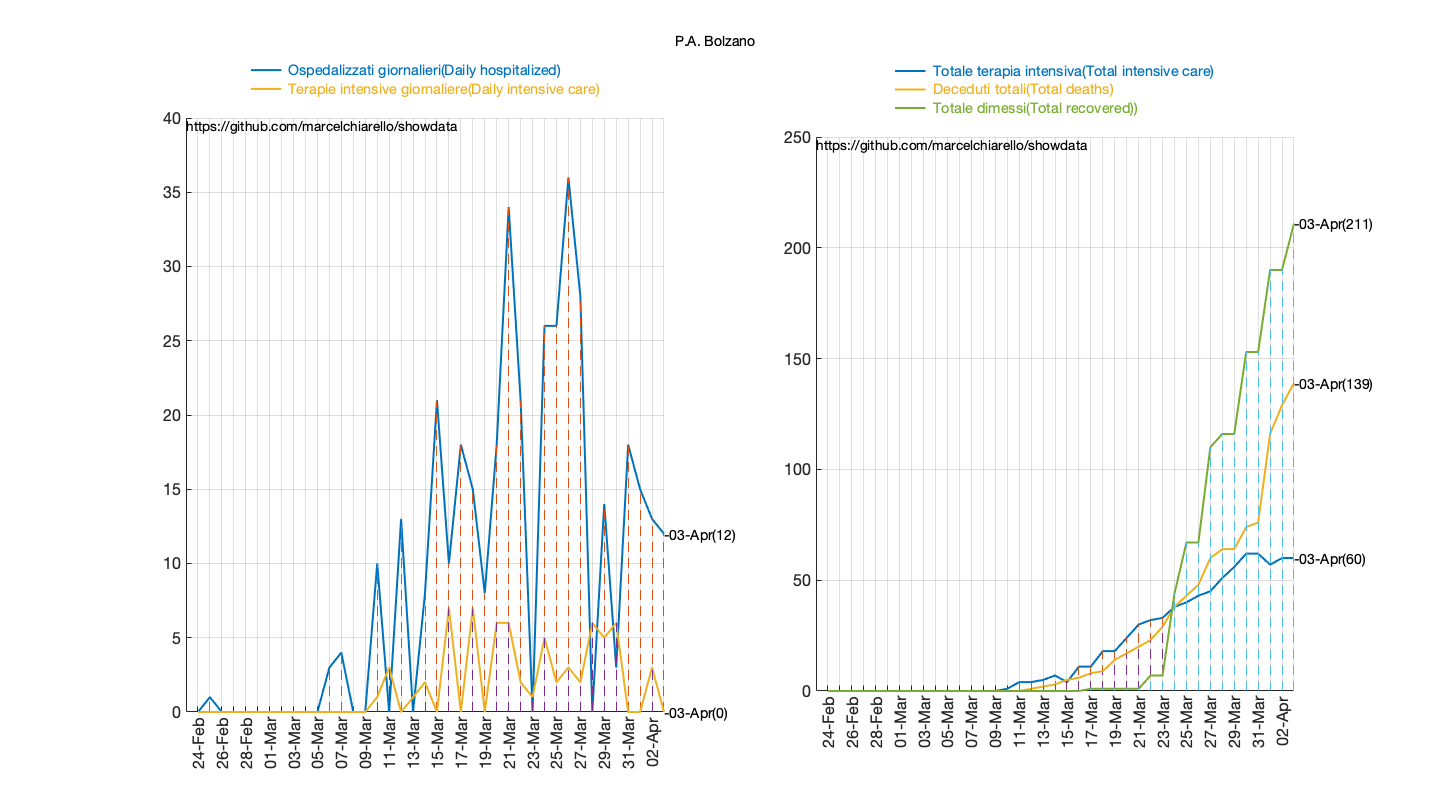 P.A. Bolzano
Ospedalizzati giornalieri(Daily hospitalized)
Terapie intensive giornaliere(Daily intensive care)
40
https://github.com/marcelchiarello/showdata
35
30
25
20
15
10
5
0
-03-Apr(12)
-03-Apr(0)
24-Feb
26-Feb
28-Feb
01-Mar
03-Mar
05-Mar
07-Mar
09-Mar
11-Mar
13-Mar
15-Mar
17-Mar
19-Mar
21-Mar
23-Mar
25-Mar
27-Mar
29-Mar
31-Mar
02-Apr
Totale terapia intensiva(Total intensive care)
Deceduti totali(Total deaths)
Totale dimessi(Total recovered))
250
https://github.com/marcelchiarello/showdata
200
150
100
50
0
-03-Apr(211)
-03-Apr(139)
-03-Apr(60)
24-Feb
26-Feb
28-Feb
01-Mar
03-Mar
05-Mar
07-Mar
09-Mar
11-Mar
13-Mar
15-Mar
17-Mar
19-Mar
21-Mar
23-Mar
25-Mar
27-Mar
29-Mar
31-Mar
02-Apr